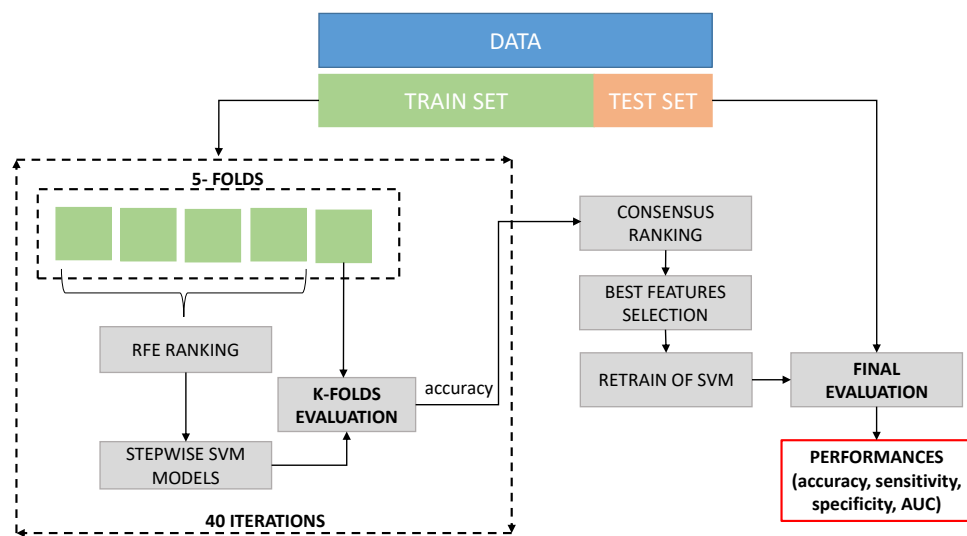 DATA
TRAIN SET
TEST SET
5- FOLDS
RFE RANKING
STEPWISE SVM
MODELS
K-FOLDS
EVALUATION
accuracy
40 ITERATIONS
CONSENSUS
RANKING
BEST FEATURES
SELECTION
RETRAIN OF SVM
FINAL
EVALUATION
PERFORMANCES
(accuracy, sensitivity,
specificity, AUC)